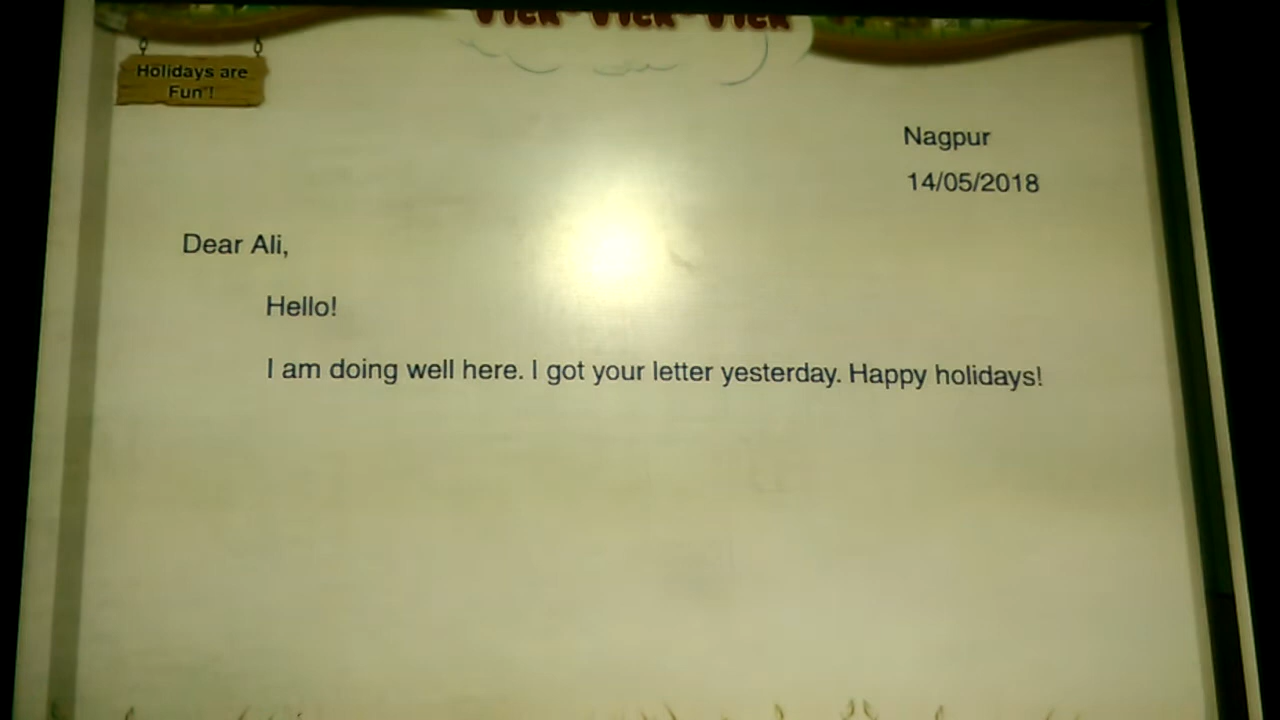 Holidays are
Fun !
Nagpur
14/05/2018
Dear Ali,
Hello!
I am doing well here. I got your letter yesterday. Happy holidays!